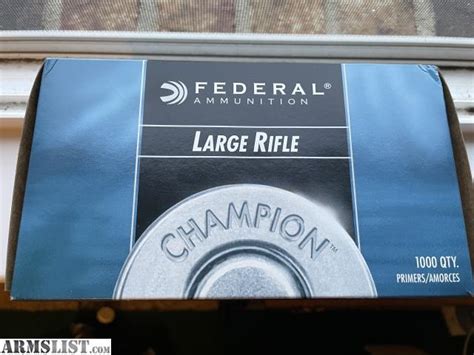 FEDERAL®
AMMUNITION
LARGE RIFLE
CHAMPION™
1000 QTY.
PRIMERS/AMORCES
ARMSLIST.com